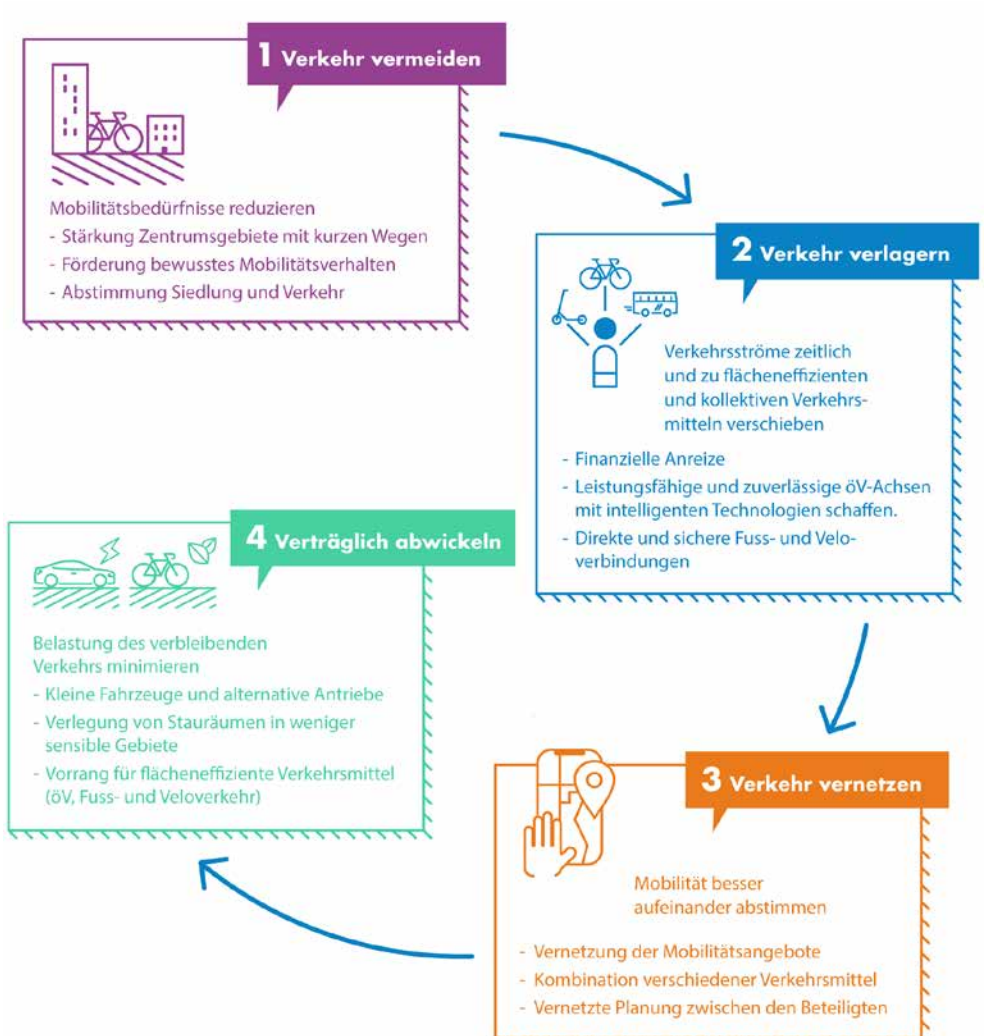 1 Verkehr vermeiden
Mobilitätsbedürfnisse reduzieren
- Stärkung Zentrumsgebiete mit kurzen Wegen
- Förderung bewusstes Mobilitätsverhalten
- Abstimmung Siedlung und Verkehr
2 Verkehr verlagern
Verkehrsströme zeitlich
und zu flächeneffizienten
und kollektiven Verkehrs-
mitteln verschieben
- Finanzielle Anreize
- Leistungsfähige und zuverlässige öV-Achsen
mit intelligenten Technologien schaffen.
- Direkte und sichere Fuss- und Velo-
verbindungen
3 Verkehr vernetzen
Mobilität besser
aufeinander abstimmen
- Vernetzung der Mobilitätsangebote
- Kombination verschiedener Verkehrsmittel
- Vernetzte Planung zwischen den Beteiligten
4 Verträglich abwickeln
Belastung des verbleibenden
Verkehrs minimieren
- Kleine Fahrzeuge und alternative Antriebe
- Verlegung von Stauräumen in weniger
sensible Gebiete
- Vorrang für flächeneffiziente Verkehrsmittel
(öV, Fuss- und Veloverkehr)